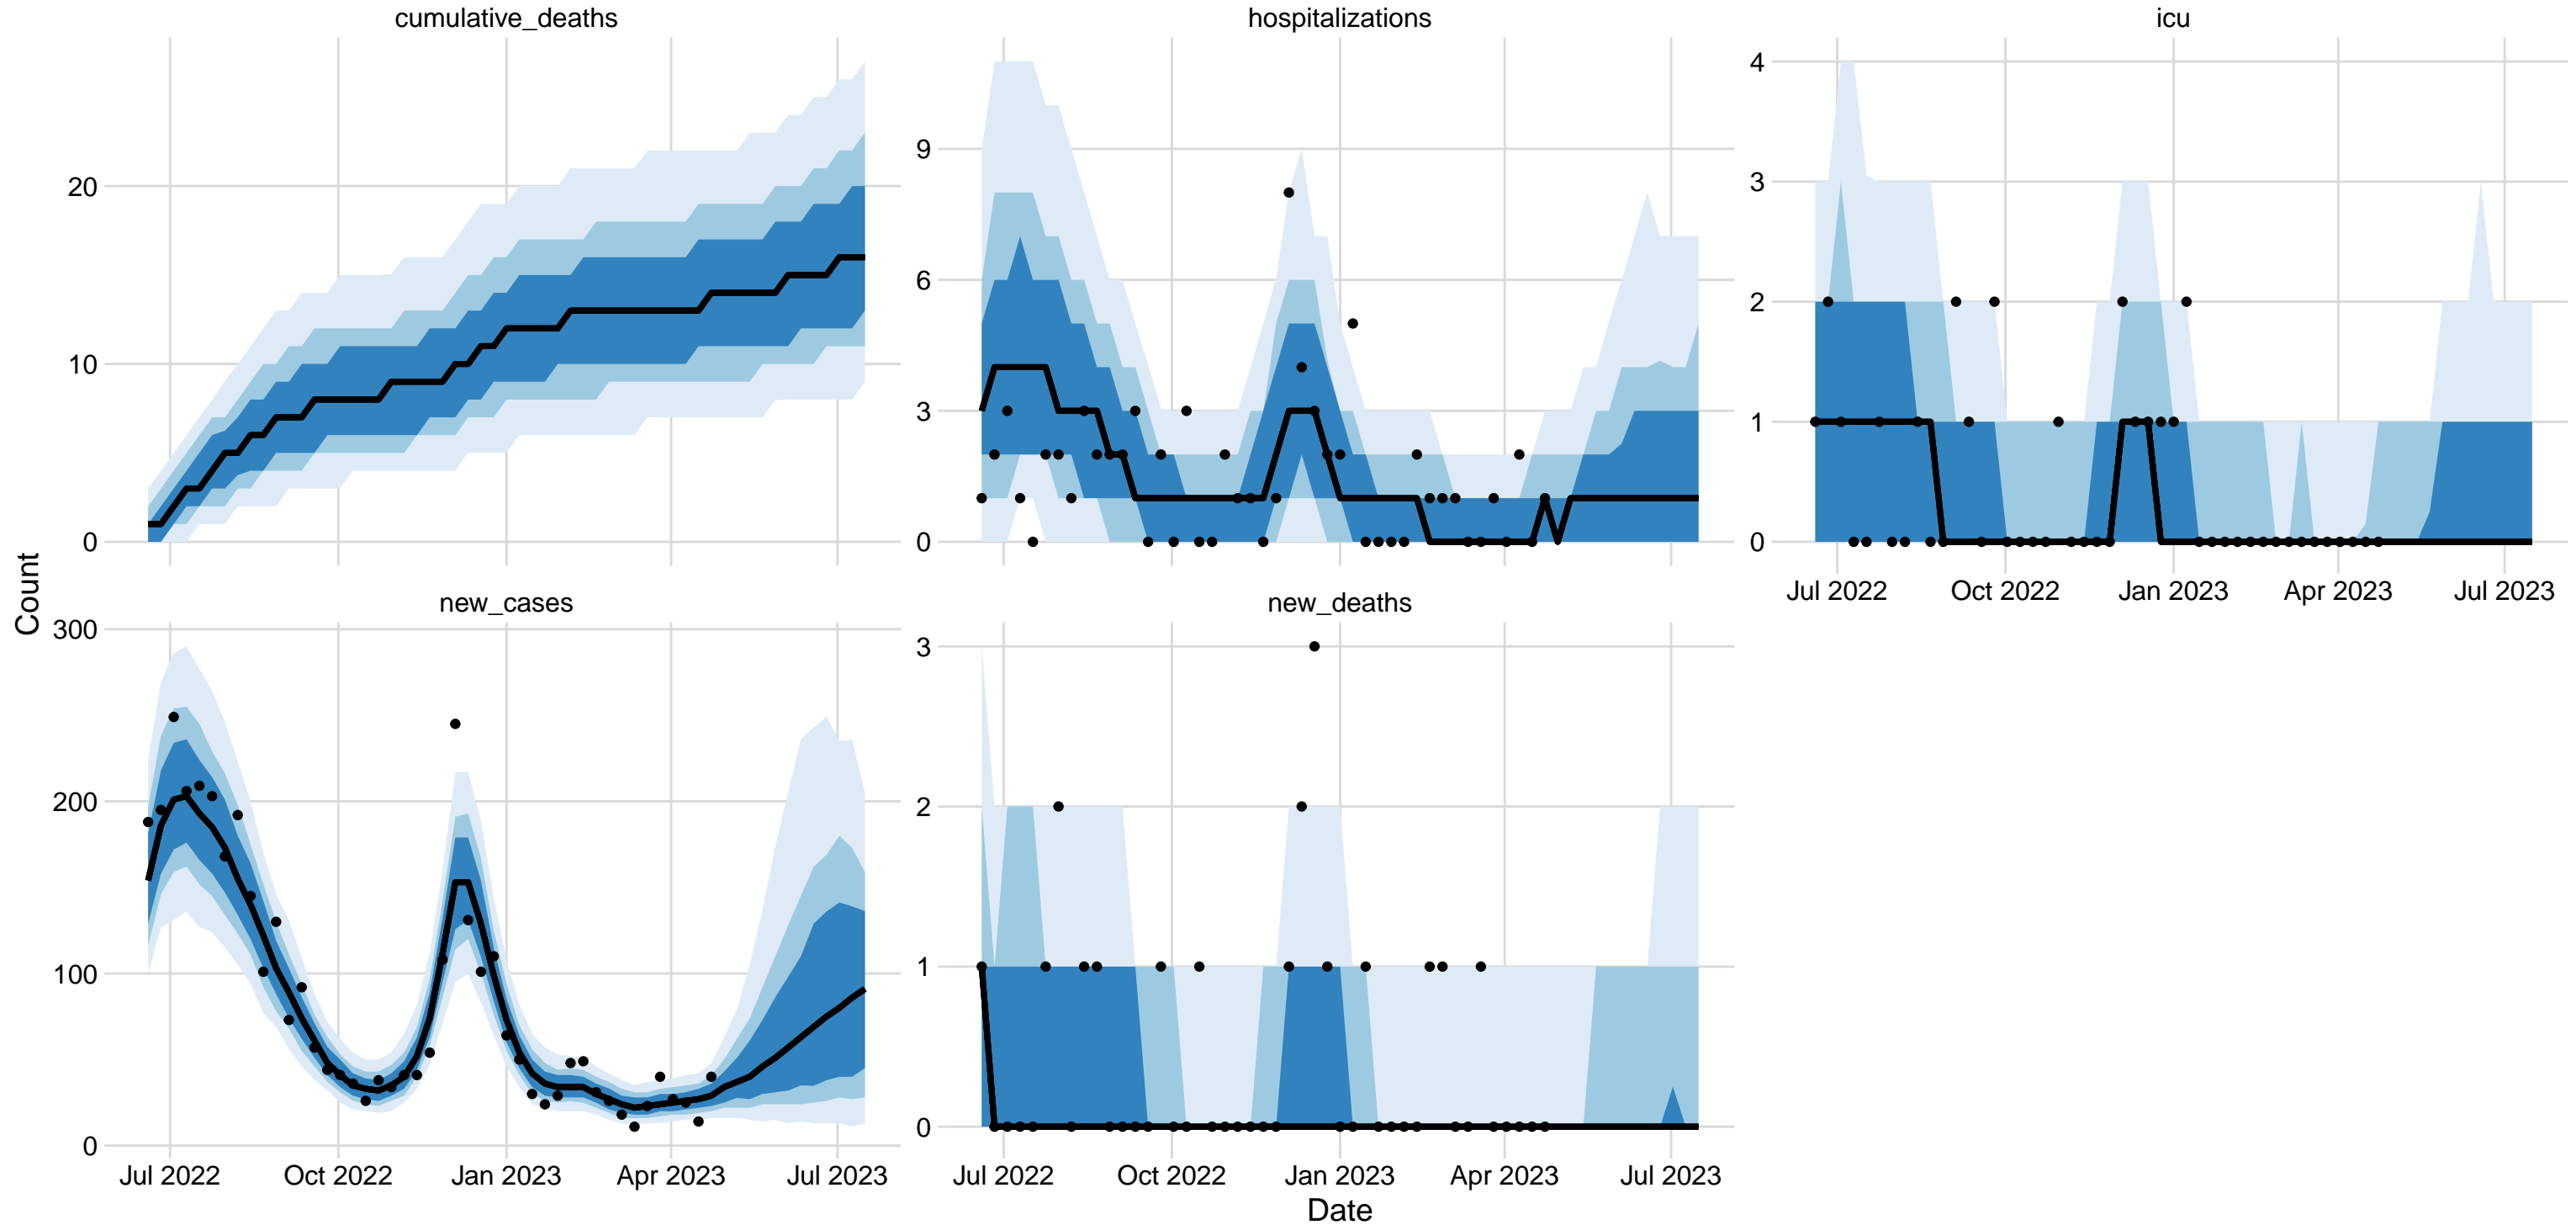 cumulative_deaths
hospitalizations
icu
20
10
0
9
6
3
0
4
3
2
1
0
Jul 2022 Oct 2022 Jan 2023 Apr 2023 Jul 2023
Count
new_cases
new_deaths
300
200
100
0
3
2
1
0
Jul 2022 Oct 2022 Jan 2023 Apr 2023 Jul 2023
Jul 2022 Oct 2022 Jan 2023 Apr 2023 Jul 2023
Date